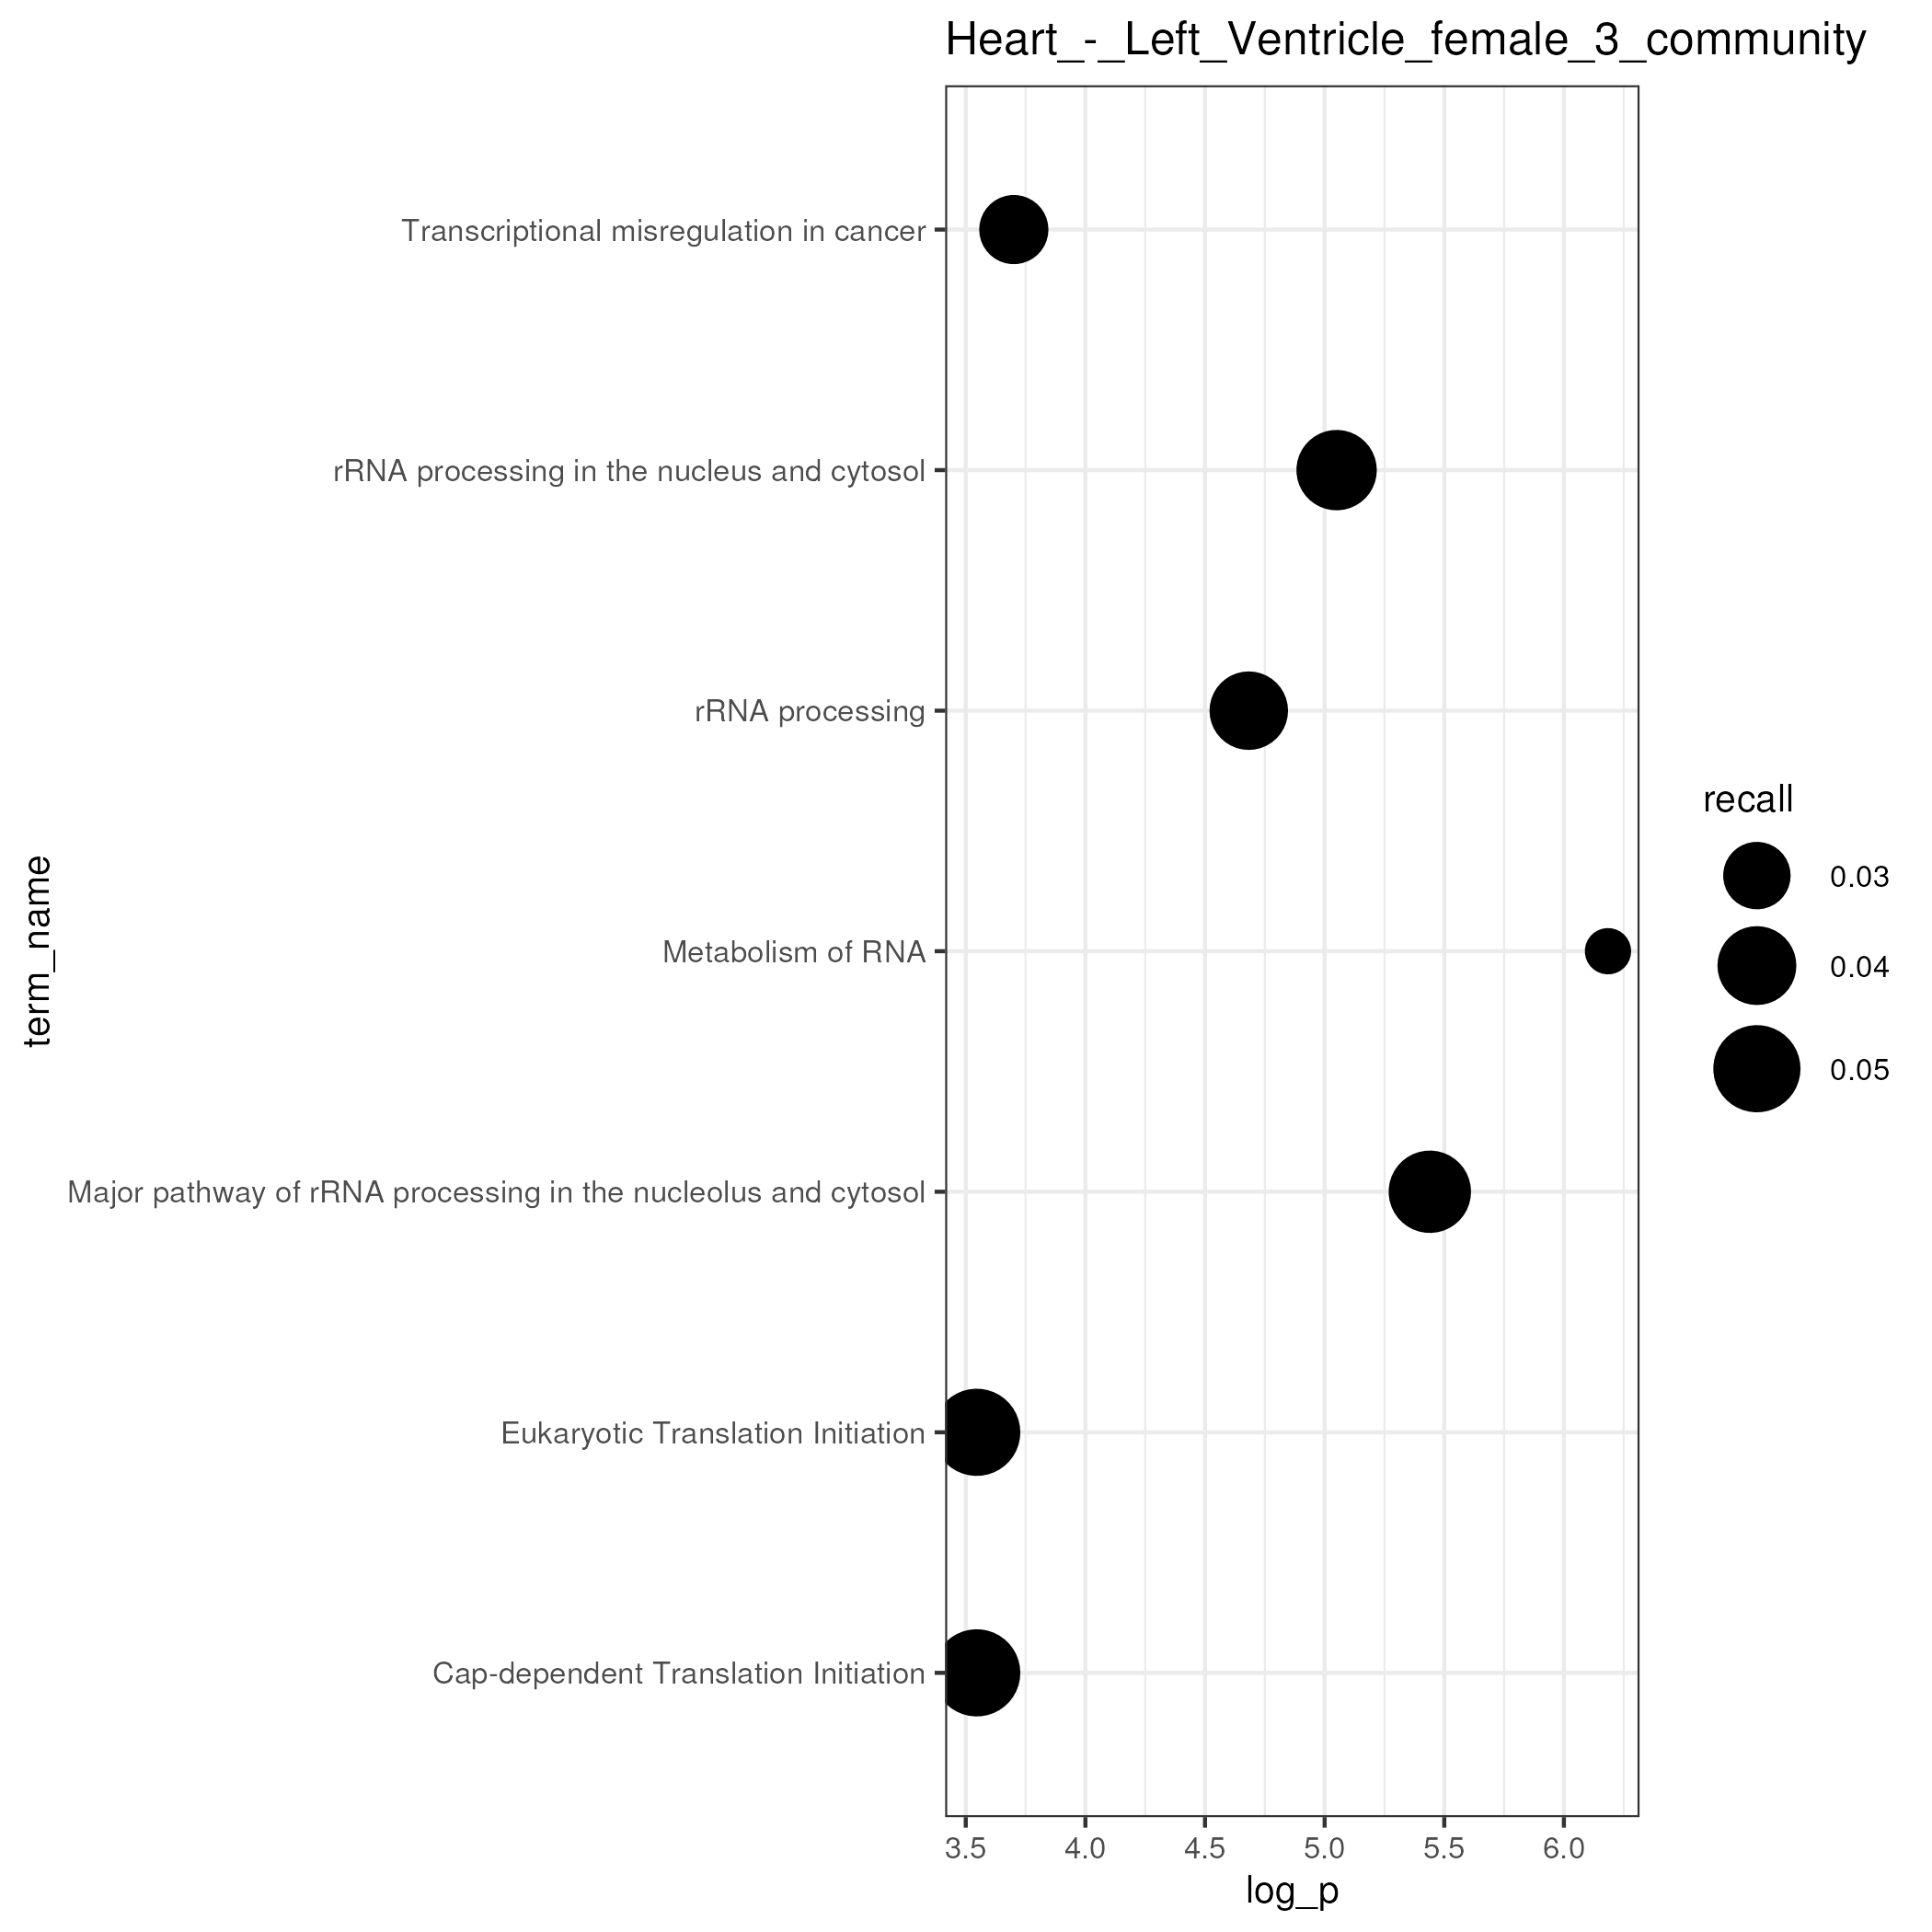 Heart_-_Left_Ventricle_female_3_community
Transcriptional misregulation in cancer
rRNA processing in the nucleus and cytosol
rRNA processing
Metabolism of RNA
Major pathway of rRNA processing in the nucleolus and cytosol
Eukaryotic Translation Initiation
Cap-dependent Translation Initiation
term_name
3.5 4.0 4.5 5.0 5.5 6.0
log_p
recall
0.03
0.04
0.05